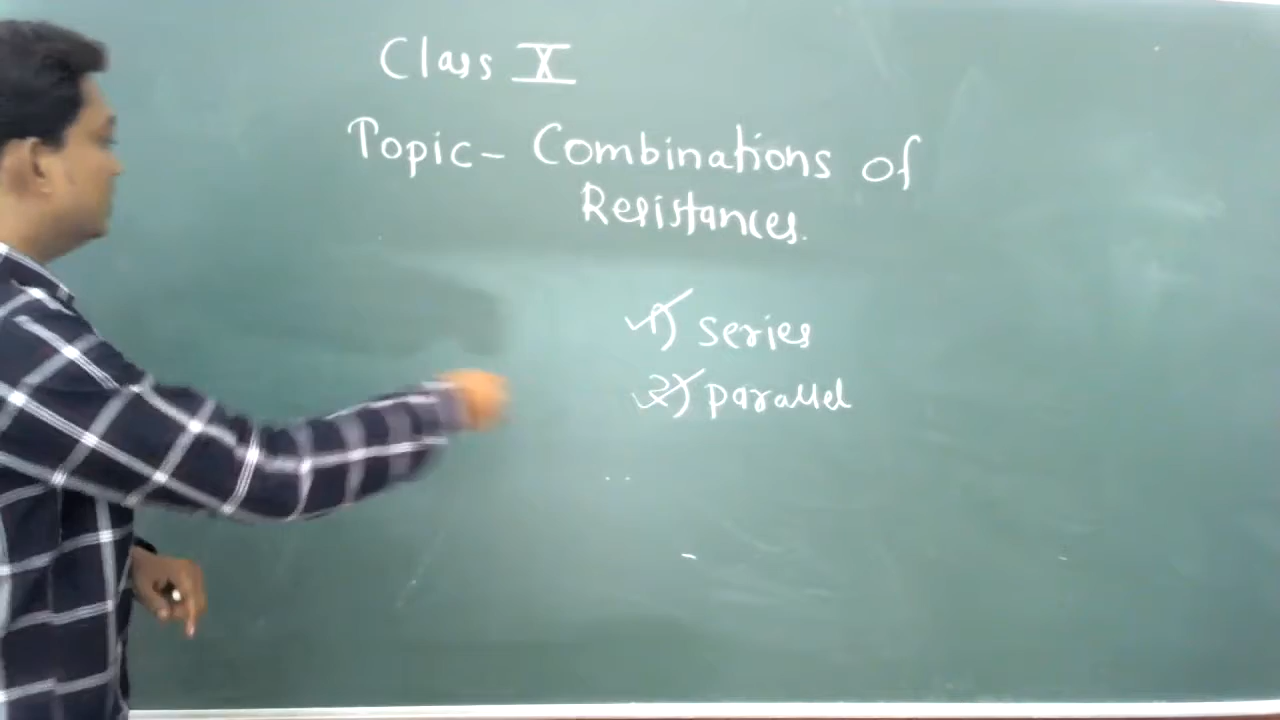 Class X
Topic- Combinations of
Resistances.
1) series
2) parallel